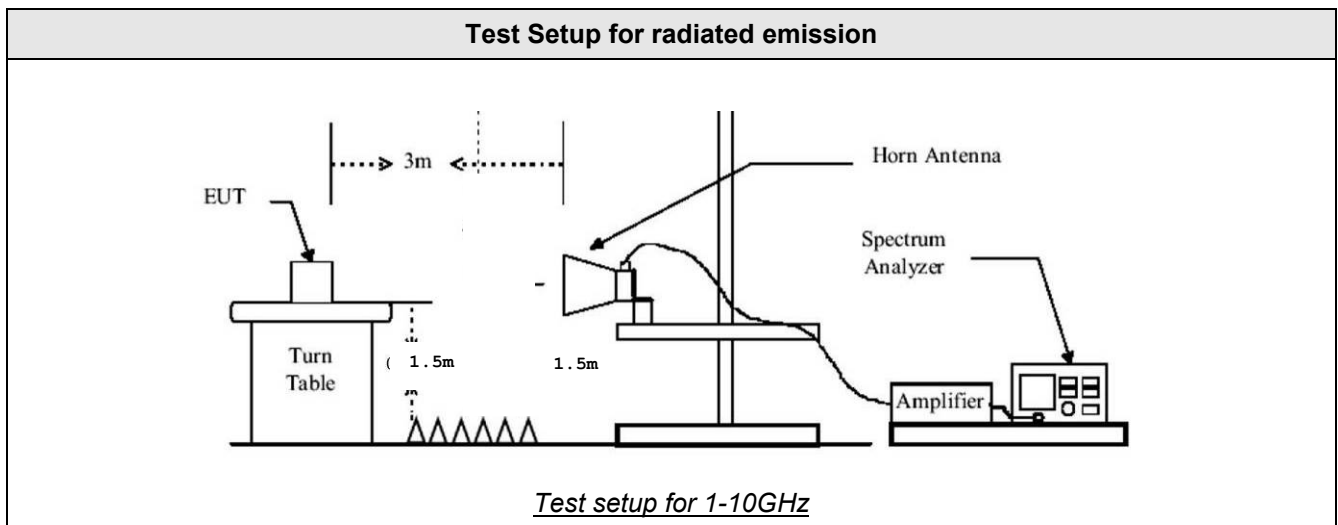 Test Setup for radiated emission
3m
Horn Antenna
EUT
Spectrum
Analyzer
Turn
Table
( 1.5m
1.5m
Amplifier
Test setup for 1-10GHz